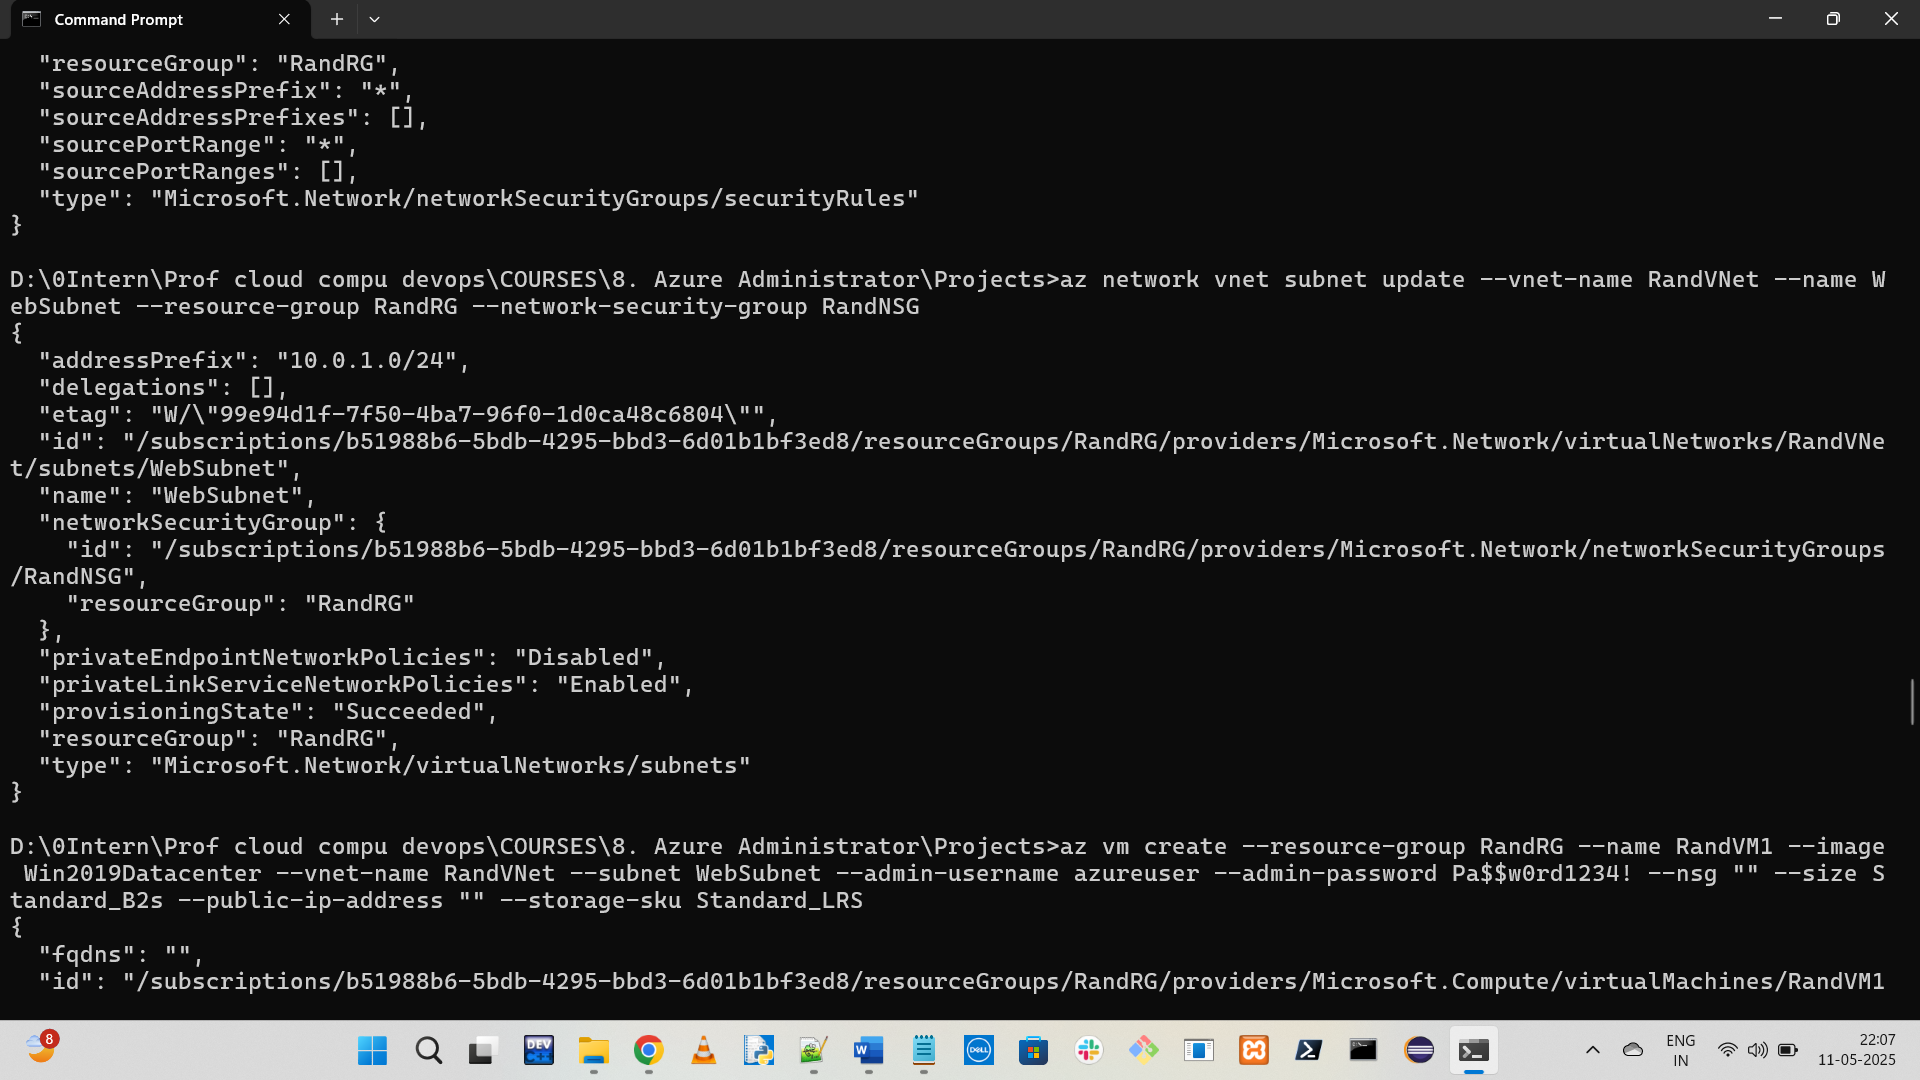 Command Prompt
  "resourceGroup": "RandRG",
  "sourceAddressPrefix": "*",
  "sourceAddressPrefixes": [],
  "sourcePortRange": "*",
  "sourcePortRanges": [],
  "type": "Microsoft.Network/networkSecurityGroups/securityRules"
}
D:\0Intern\Prof cloud compu devops\COURSES\8. Azure Administrator\Projects>az network vnet subnet update --vnet-name RandVNet --name W
ebSubnet --resource-group RandRG --network-security-group RandNSG
{
  "addressPrefix": "10.0.1.0/24",
  "delegations": [],
  "etag": "W/\"99e94d1f-7f50-4ba7-96f0-1d0ca48c6804\"",
  "id": "/subscriptions/b51988b6-5bdb-4295-bbd3-6d01b1bf3ed8/resourceGroups/RandRG/providers/Microsoft.Network/virtualNetworks/RandVNe
t/subnets/WebSubnet",
  "name": "WebSubnet",
  "networkSecurityGroup": {
    "id": "/subscriptions/b51988b6-5bdb-4295-bbd3-6d01b1bf3ed8/resourceGroups/RandRG/providers/Microsoft.Network/networkSecurityGroups
/RandNSG",
    "resourceGroup": "RandRG"
  },
  "privateEndpointNetworkPolicies": "Disabled",
  "privateLinkServiceNetworkPolicies": "Enabled",
  "provisioningState": "Succeeded",
  "resourceGroup": "RandRG",
  "type": "Microsoft.Network/virtualNetworks/subnets"
}
D:\0Intern\Prof cloud compu devops\COURSES\8. Azure Administrator\Projects>az vm create --resource-group RandRG --name RandVM1 --image
 Win2019Datacenter --vnet-name RandVNet --subnet WebSubnet --admin-username azureuser --admin-password Pa$$w0rd1234! --nsg "" --size S
tandard_B2s --public-ip-address "" --storage-sku Standard_LRS
{
  "fqdns": "",
  "id": "/subscriptions/b51988b6-5bdb-4295-bbd3-6d01b1bf3ed8/resourceGroups/RandRG/providers/Microsoft.Compute/virtualMachines/RandVM1
8
DEV
C++
W
DELL
ENG
IN
22:07
11-05-2025